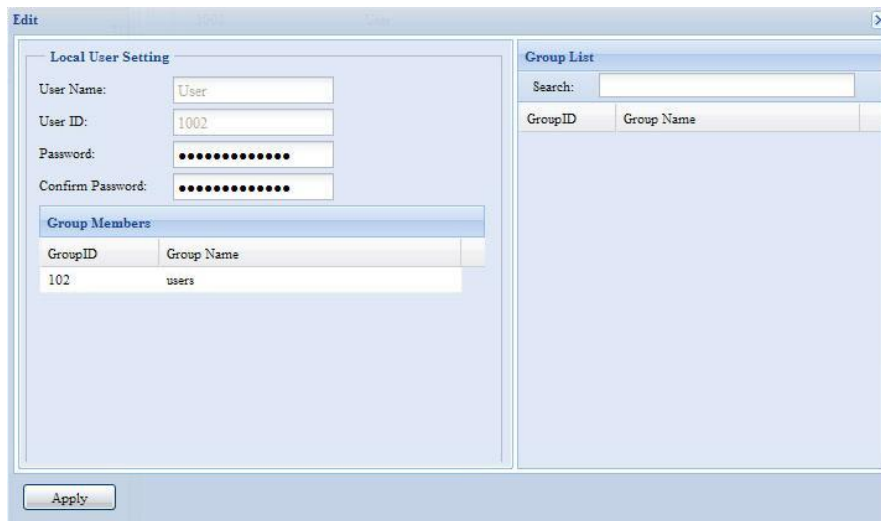 Edit
Local User Setting
User Name: User
User ID: 1002
Password: •••••••••••••
Confirm Password: •••••••••••••
Group Members
GroupID Group Name
102 users
Group List
Search:
GroupID Group Name
Apply